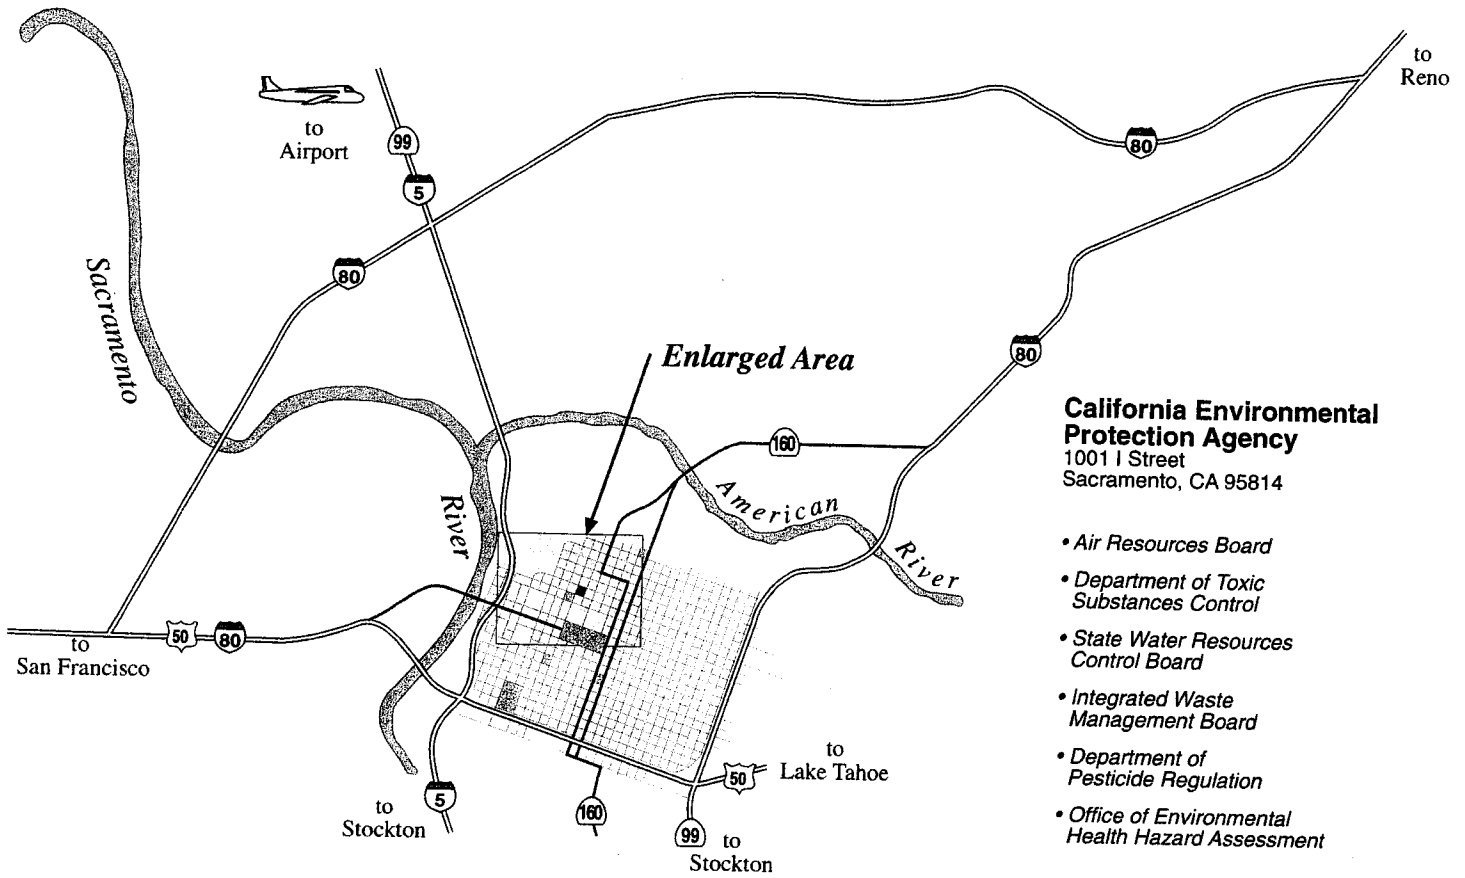 to
Reno
to
Airport
99
5
80
80
80
Sacramento
Enlarged Area
160
River
American
River
50
80
to
San Francisco
to
Lake Tahoe
50
5
to
Stockton
160
99
to
Stockton
California Environmental
Protection Agency
1001 I Street
Sacramento, CA 95814
• Air Resources Board
• Department of Toxic
Substances Control
• State Water Resources
Control Board
• Integrated Waste
Management Board
• Department of
Pesticide Regulation
• Office of Environmental
Health Hazard Assessment